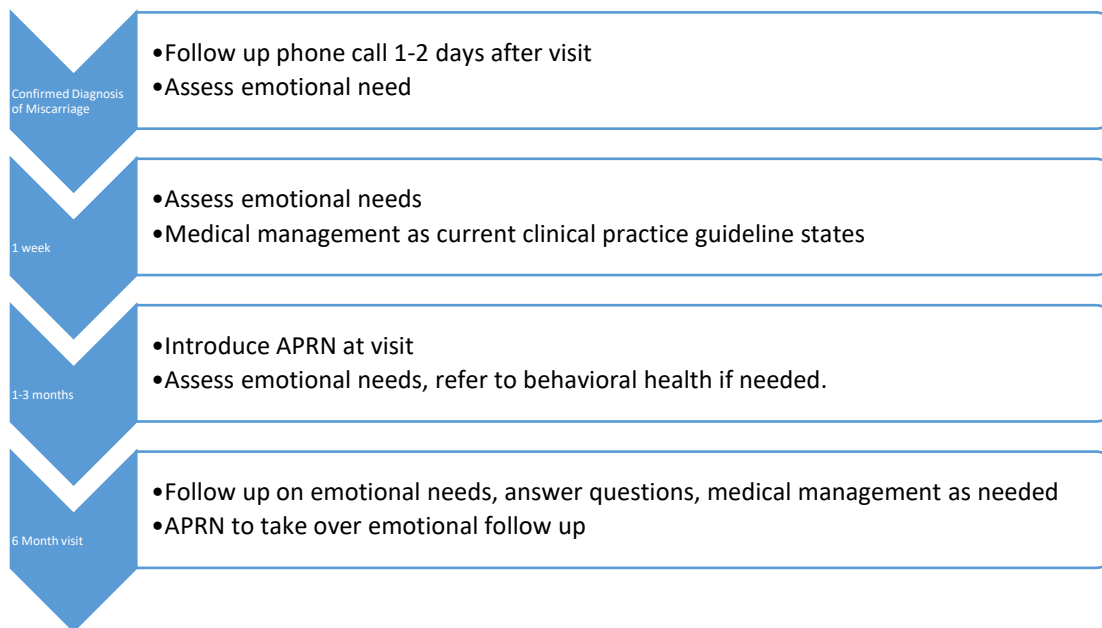 Confirmed Diagnosis
of Miscarriage
•Follow up phone call 1-2 days after visit
•Assess emotional need
1 week
•Assess emotional needs
•Medical management as current clinical practice guideline states
1-3 months
•Introduce APRN at visit
•Assess emotional needs, refer to behavioral health if needed.
6 Month visit
•Follow up on emotional needs, answer questions, medical management as needed
•APRN to take over emotional follow up